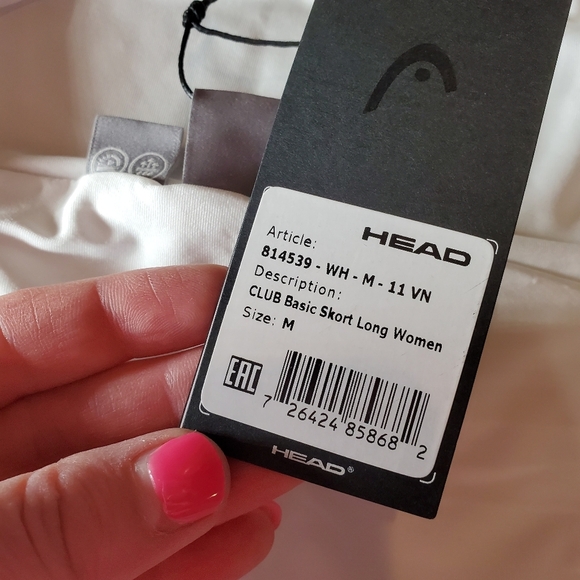 HEAD
Article:
814539 - WH - M - 11 VN
Description:
CLUB Basic Skort Long Women
Size: M
EAC
7 26424 85868 2
HEAD®